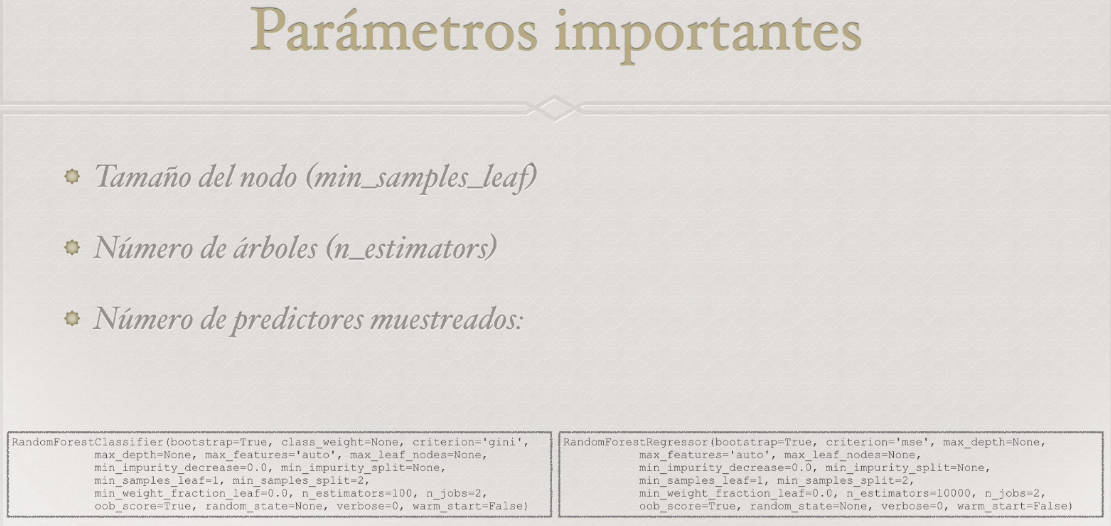 Parámetros importantes
Tamaño del nodo (min_samples_leaf)
Número de árboles (n_estimators)
Número de predictores muestreados:
RandomForestClassifier(bootstrap=True, class_weight=None, criterion='gini',
max_depth=None, max_features='auto', max_leaf_nodes=None,
min_impurity_decrease=0.0, min_impurity_split=None,
min_samples_leaf=1, min_samples_split=2,
min_weight_fraction_leaf=0.0, n_estimators=100, n_jobs=2,
oob_score=True, random_state=None, verbose=0, warm_start=False)
RandomForestRegressor(bootstrap=True, criterion='mse', max_depth=None,
max_features='auto', max_leaf_nodes=None,
min_impurity_decrease=0.0, min_impurity_split=None,
min_samples_leaf=1, min_samples_split=2,
min_weight_fraction_leaf=0.0, n_estimators=10000, n_jobs=2,
oob_score=True, random_state=None, verbose=0, warm_start=False)